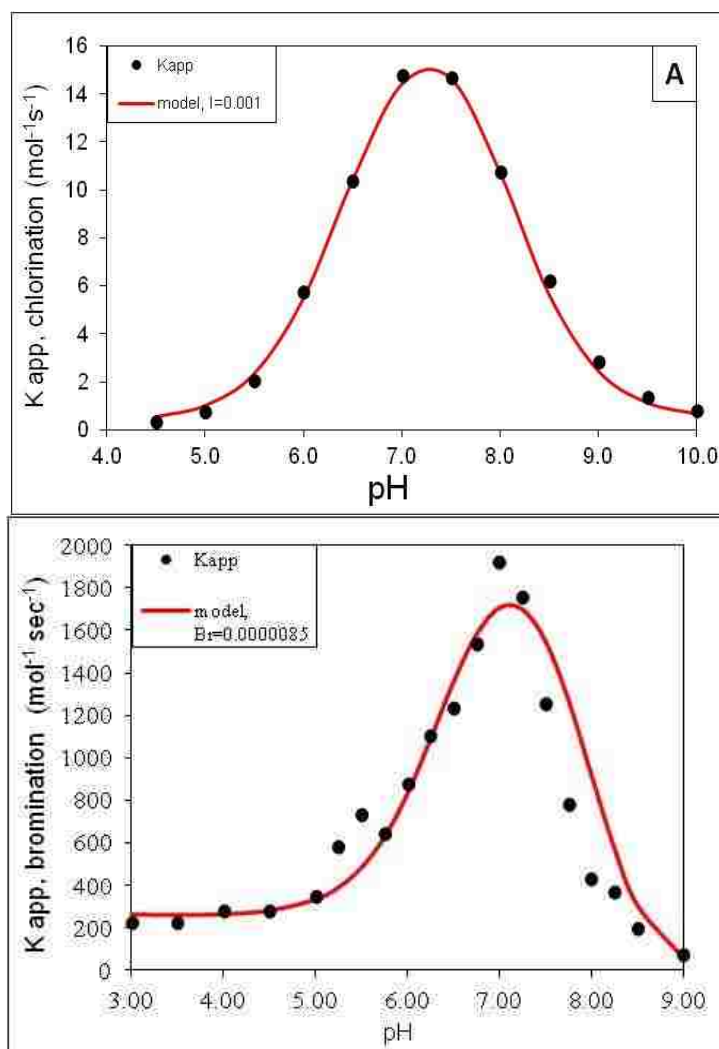 16
14
12
10
8
6
4
2
0
K app, chlorination (mol⁻¹s⁻¹)
Kapp
model, I=0.001
A
4.0 5.0 6.0 7.0 8.0 9.0 10.0
pH
2000
1800
1600
1400
1200
1000
800
600
400
200
0
K app, bromination (mol⁻¹ sec⁻¹)
Kapp
model,
Br=0.0000085
3.00 4.00 5.00 6.00 7.00 8.00 9.00
pH